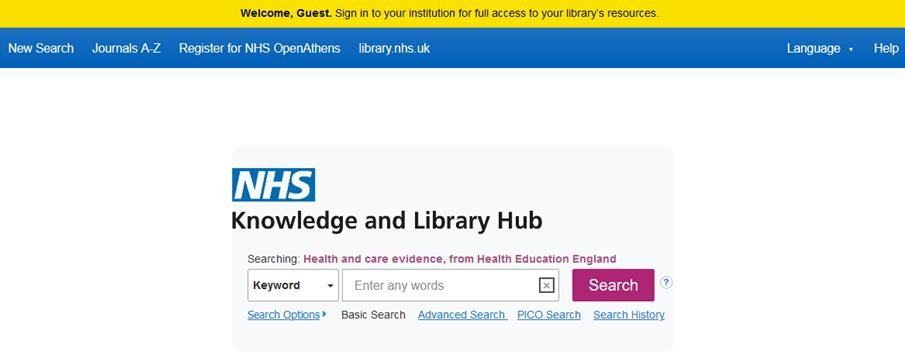 Welcome, Guest. Sign in to your institution for full access to your library's resources.
New Search Journals A-Z Register for NHS OpenAthens library.nhs.uk Language Help
NHS
Knowledge and Library Hub
Searching: Health and care evidence, from Health Education England
Keyword Enter any words Search ?
Search Options Basic Search Advanced Search PICO Search Search History